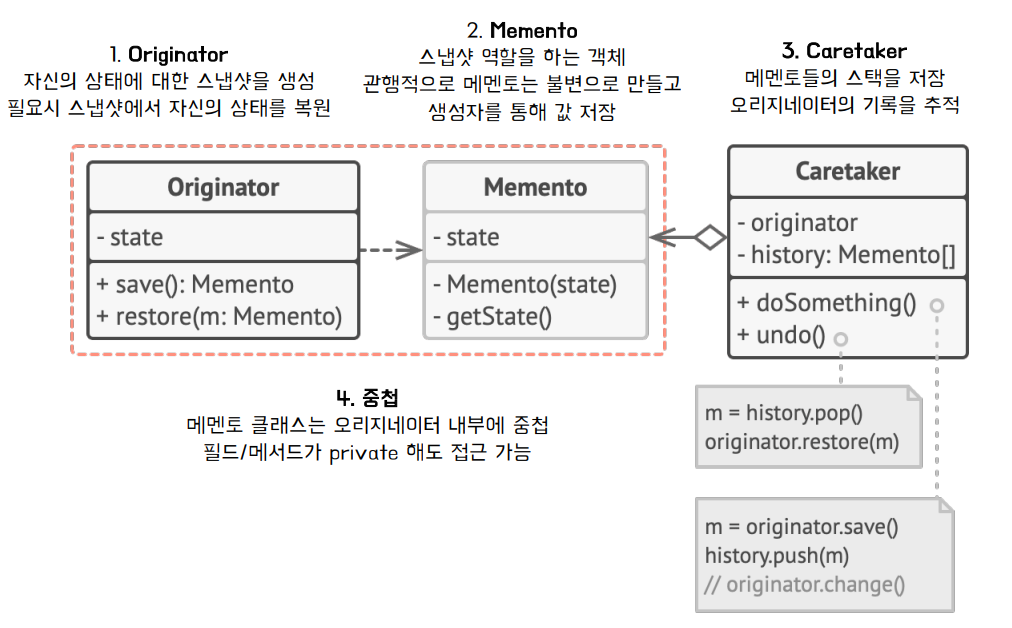 1. Originator
자신의 상태에 대한 스냅샷을 생성
필요시 스냅샷에서 자신의 상태를 복원
2. Memento
스냅샷 역할을 하는 객체
관행적으로 메멘토는 불변으로 만들고
생성자를 통해 값 저장
3. Caretaker
메멘토들의 스택을 저장
오리지네이터의 기록을 추적
Originator
- state
+ save(): Memento
+ restore(m: Memento)
Memento
- state
- Memento(state)
- getState()
Caretaker
- originator
- history: Memento[]
+ doSomething()
+ undo()
4. 중첩
메멘토 클래스는 오리지네이터 내부에 중첩
필드/메서드가 private 해도 접근 가능
m = history.pop()
originator.restore(m)
m = originator.save()
history.push(m)
// originator.change()